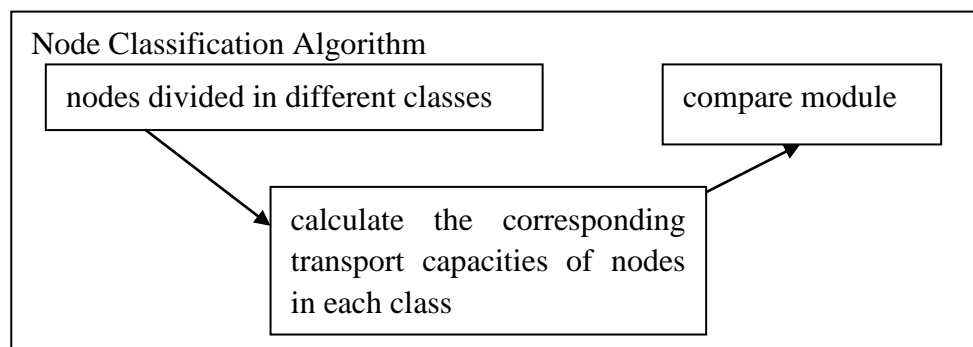 Node Classification Algorithm
nodes divided in different classes
compare module
calculate the corresponding
transport capacities of nodes
in each class